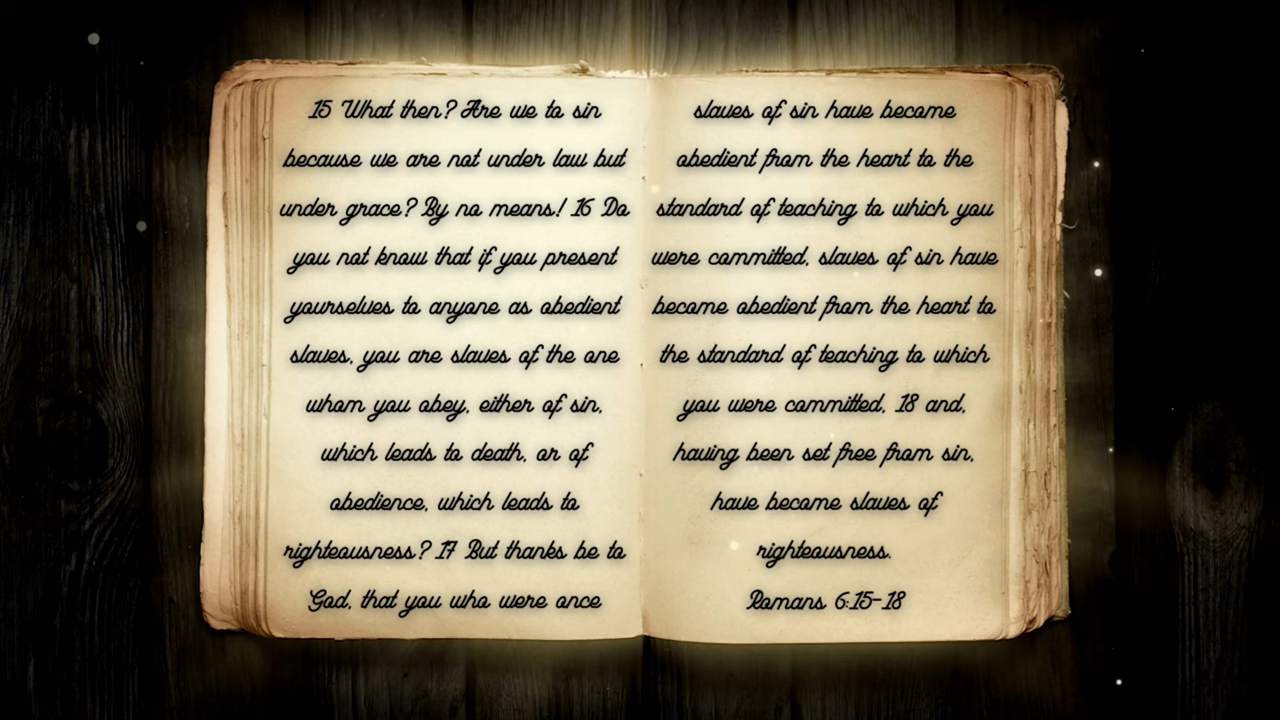 15 What then? Are we to sin
because we are not under law but
under grace? By no means! 16 Do
you not know that if you present
yourselves to anyone as obedient
slaves, you are slaves of the one
whom you obey, either of sin,
which leads to death, or of
obedience, which leads to
righteousness? 17 But thanks be to
God, that you who were once
slaves of sin have become
obedient from the heart to the
standard of teaching to which you
were committed, slaves of sin have
become obedient from the heart to
the standard of teaching to which
you were committed, 18 and,
having been set free from sin,
have become slaves of
righteousness.
Romans 6:15-18